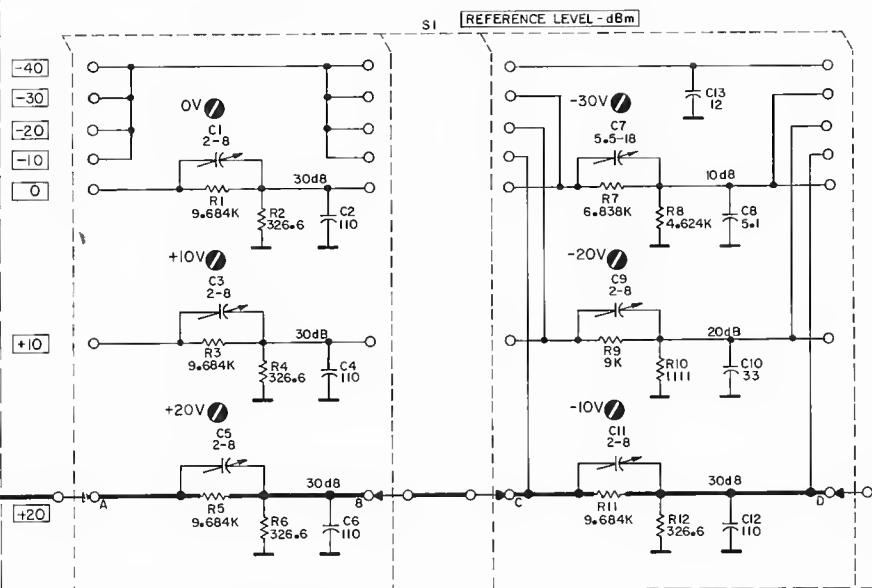 S1 REFERENCE LEVEL-dBm
-40
-30
-20
-10
0
+10
+20
0V
C1
2-8
30dB
R1
9.684K
R2
326.6
C2
110
+10V
C3
2-8
30dB
R3
9.684K
R4
326.6
C4
110
+20V
C5
2-8
30dB
A
B
R5
9.684K
R6
326.6
C6
110
C13
12
-30V
C7
5.5-18
10dB
R7
6.838K
R8
4.624K
C8
5.1
-20V
C9
2-8
20dB
R9
9K
R10
1111
C10
33
-10V
C11
2-8
30dB
C
D
R11
9.684K
R12
326.6
C12
110